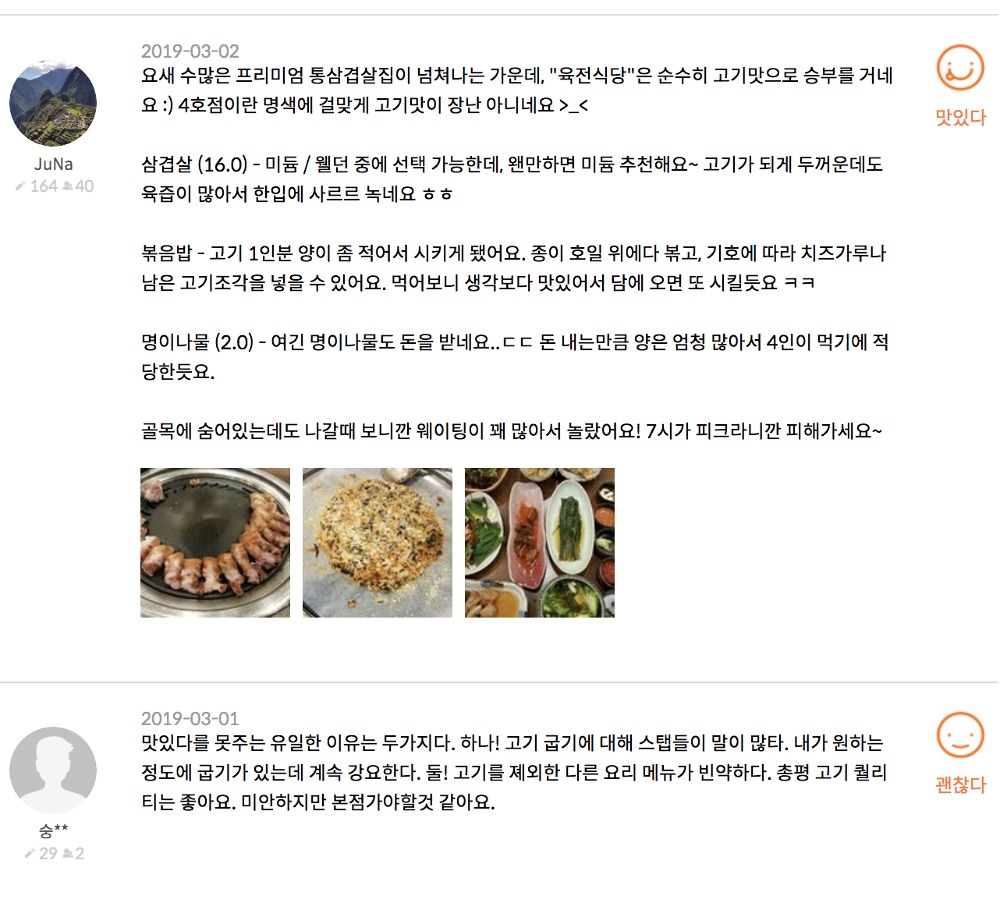 2019-03-02
요새 수많은 프리미엄 통삼겹살집이 넘쳐나는 가운데, "육전식당"은 순수히 고기맛으로 승부를 거네
요 :) 4호점이란 명색에 걸맞게 고기맛이 장난 아니네요 >_<
삼겹살 (16.0) - 미듐 / 웰던 중에 선택 가능한데, 왠만하면 미듐 추천해요~ 고기가 되게 두꺼운데도
육즙이 많아서 한입에 사르르 녹네요 ㅎㅎ
볶음밥 - 고기 1인분 양이 좀 적어서 시키게 됐어요. 종이 호일 위에다 볶고, 기호에 따라 치즈가루나
남은 고기조각을 넣을 수 있어요. 먹어보니 생각보다 맛있어서 담에 오면 또 시킬듯요 ㅋㅋ
명이나물 (2.0) - 여긴 명이나물도 돈을 받네요..ㄷㄷ 돈 내는만큼 양은 엄청 많아서 4인이 먹기에 적
당한듯요.
골목에 숨어있는데도 나갈때 보니깐 웨이팅이 꽤 많아서 놀랐어요! 7시가 피크라니깐 피해가세요~
맛있다
JuNa
164 40
2019-03-01
맛있다를 못주는 유일한 이유는 두가지다. 하나! 고기 굽기에 대해 스탭들이 말이 많타. 내가 원하는
정도에 굽기가 있는데 계속 강요한다. 둘! 고기를 졔외한 다른 요리 메뉴가 빈약하다. 총평 고기 퀄리
티는 좋아요. 미안하지만 본점가야할것 같아요.
괜찮다
숭**
29 2